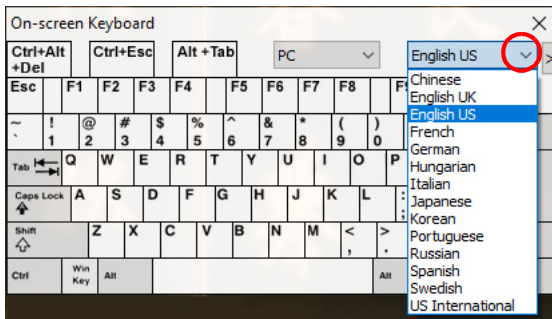 On-screen Keyboard
Ctrl+Alt +Del
Ctrl+Esc
Alt +Tab
PC
English US
>
Esc F1 F2 F3 F4 F5 F6 F7 F8
~ ` ! 1 @ 2 # 3 $ 4 % 5 ^ 6 & 7 * 8 ( 9 ) 0
Tab Q W E R T Y U I O P
Caps Lock A S D F G H J K L : ;
Shift Z X C V B N M < , > .
Ctrl Win Key Alt Alt
Chinese
English UK
English US
French
German
Hungarian
Italian
Japanese
Korean
Portuguese
Russian
Spanish
Swedish
US International